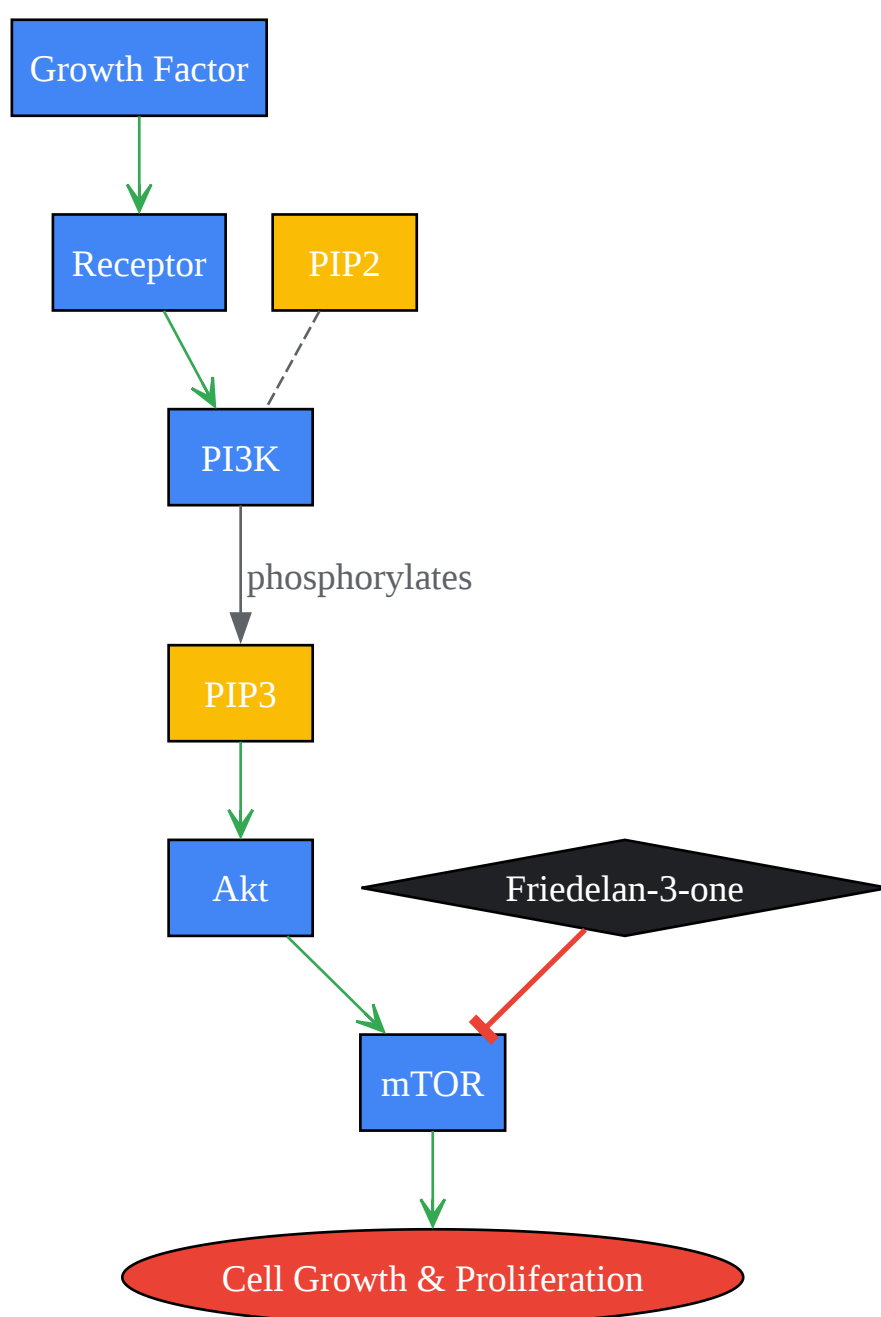 Growth Factor
Receptor
PIP2
PI3K
phosphorylates
PIP3
Akt
Friedelan-3-one
mTOR
Cell Growth & Proliferation